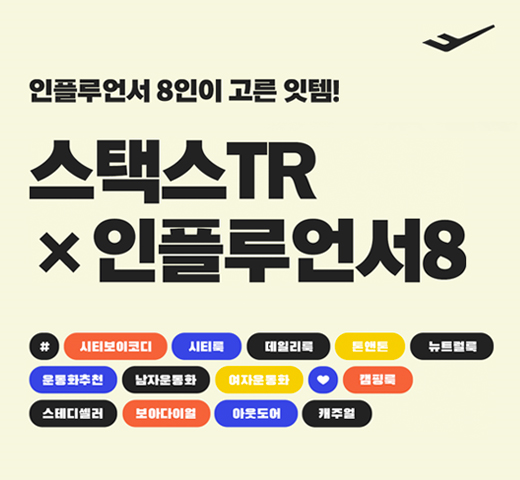 인플루언서 8인이 고른 잇템!
스택스TR
×인플루언서8
# 시티보이코디 시티룩 데일리룩 톤앤톤 뉴트럴룩
운동화추천 남자운동화 여자운동화 캠핑룩
스테디셀러 보아다이얼 아웃도어 캐주얼